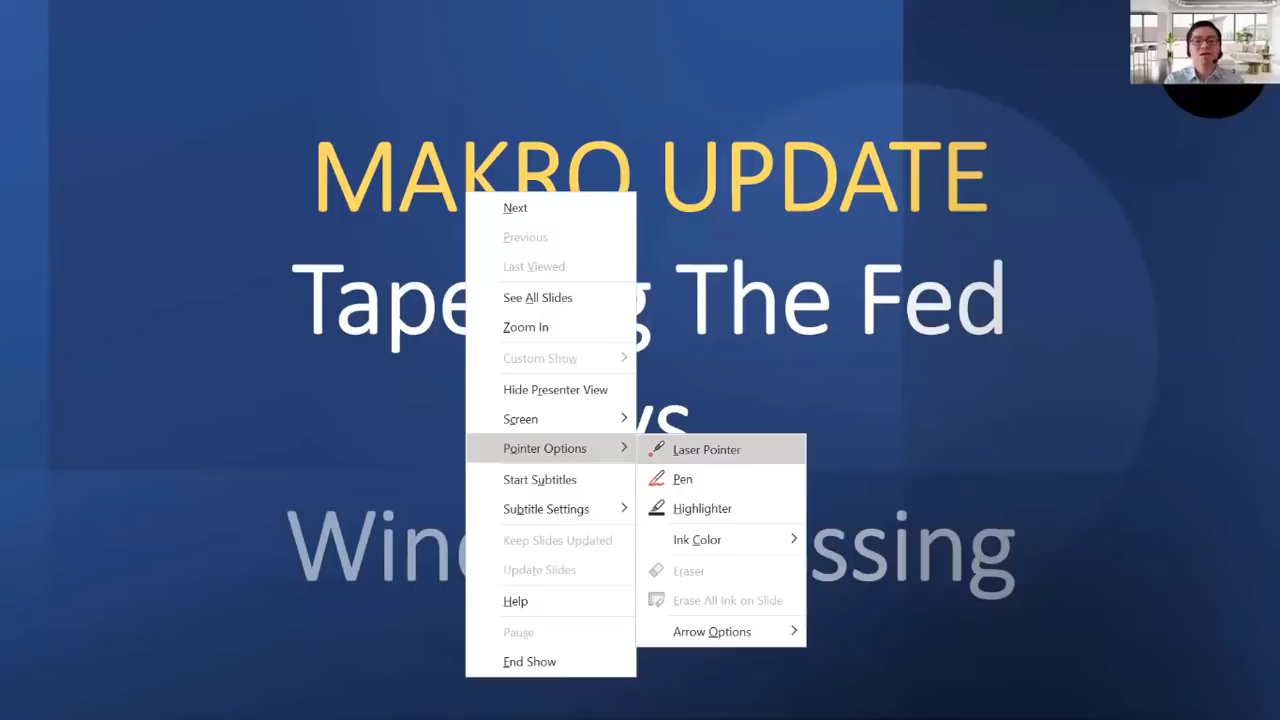 MAKRO UPDATE
Tape g The Fed
vs
Win ssing
Next
Previous
Last Viewed
See All Slides
Zoom In
Custom Show
Hide Presenter View
Screen
Pointer Options
Start Subtitles
Subtitle Settings
Keep Slides Updated
Update Slides
Help
Pause
End Show
Laser Pointer
Pen
Highlighter
Ink Color
Eraser
Erase All Ink on Slide
Arrow Options